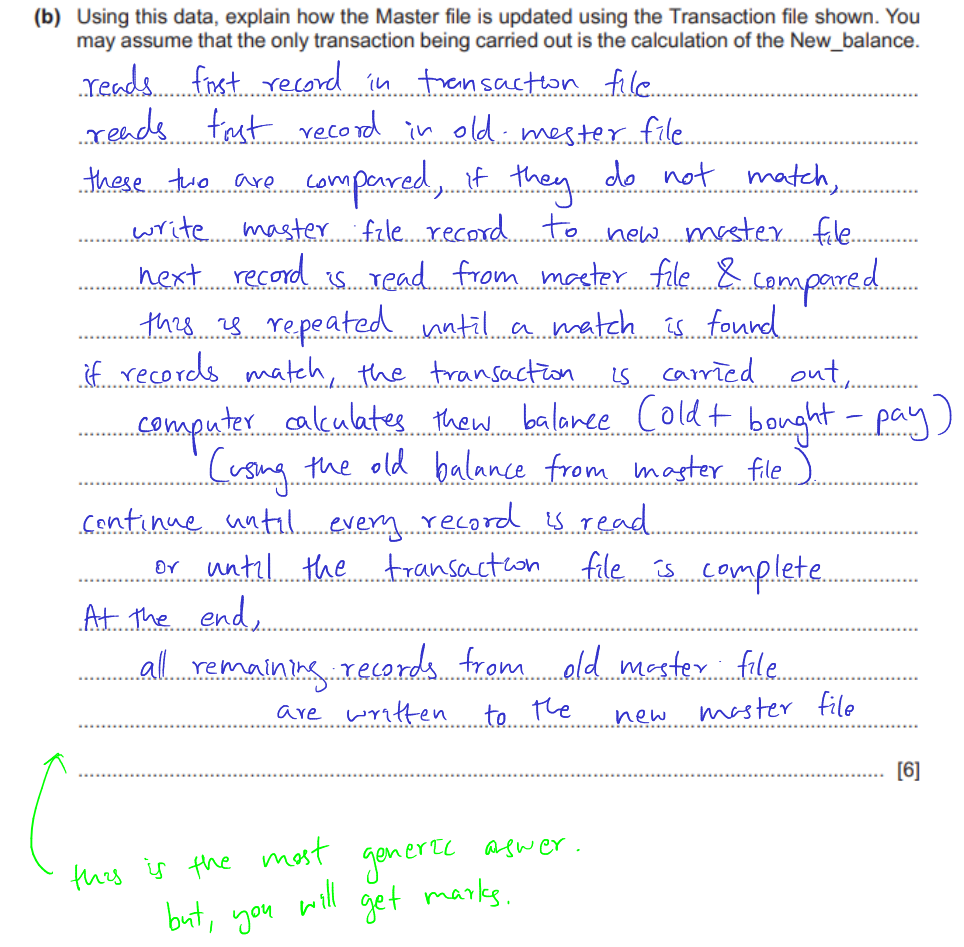 (b) Using this data, explain how the Master file is updated using the Transaction file shown. You
may assume that the only transaction being carried out is the calculation of the New_balance.
reads first record in transaction file
reads first record in old master file
these two are compared, if they do not match,
write master file record to new master file
next record is read from master file & compared
this is repeated until a match is found
if records match, the transaction is carried out,
computer calculates thew balance (old + bought - pay)
(using the old balance from master file)
continue until every record is read
or until the transaction file is complete
At the end,
all remaining records from old master file
are written to the new master file
[6]
this is the most generic aswer.
but, you will get marks.